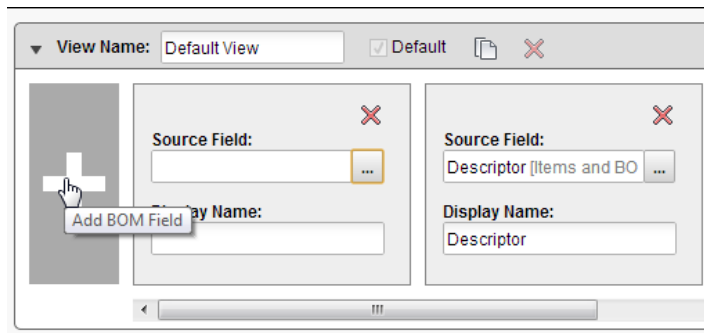 View Name: Default View Default
Source Field: Source Field:
... Descriptor [Items and BO ...
Add BOM Field Display Name: Display Name:
Descriptor